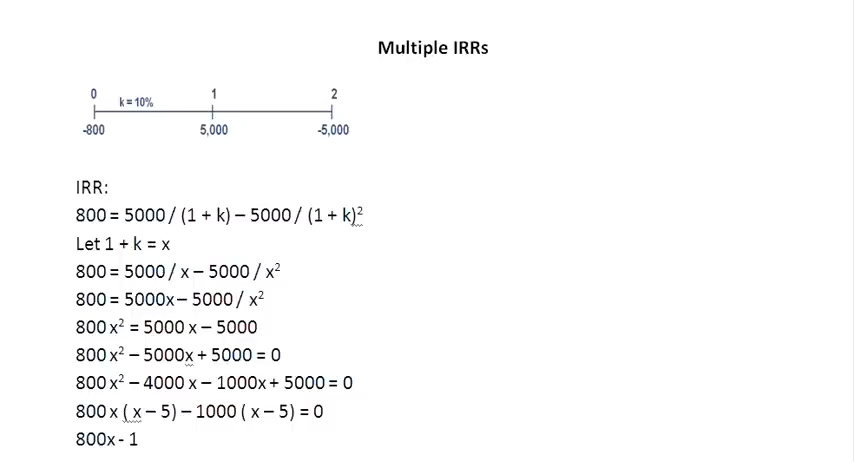 Multiple IRRs
0 1 2
k = 10%
-800 5,000 -5,000
IRR:
800 = 5000 / (1 + k) – 5000 / (1 + k)²
Let 1 + k = x
800 = 5000 / x – 5000 / x²
800 = 5000x – 5000 / x²
800 x² = 5000 x – 5000
800 x² – 5000x + 5000 = 0
800 x² – 4000 x – 1000x + 5000 = 0
800 x ( x – 5) – 1000 ( x – 5) = 0
800x - 1